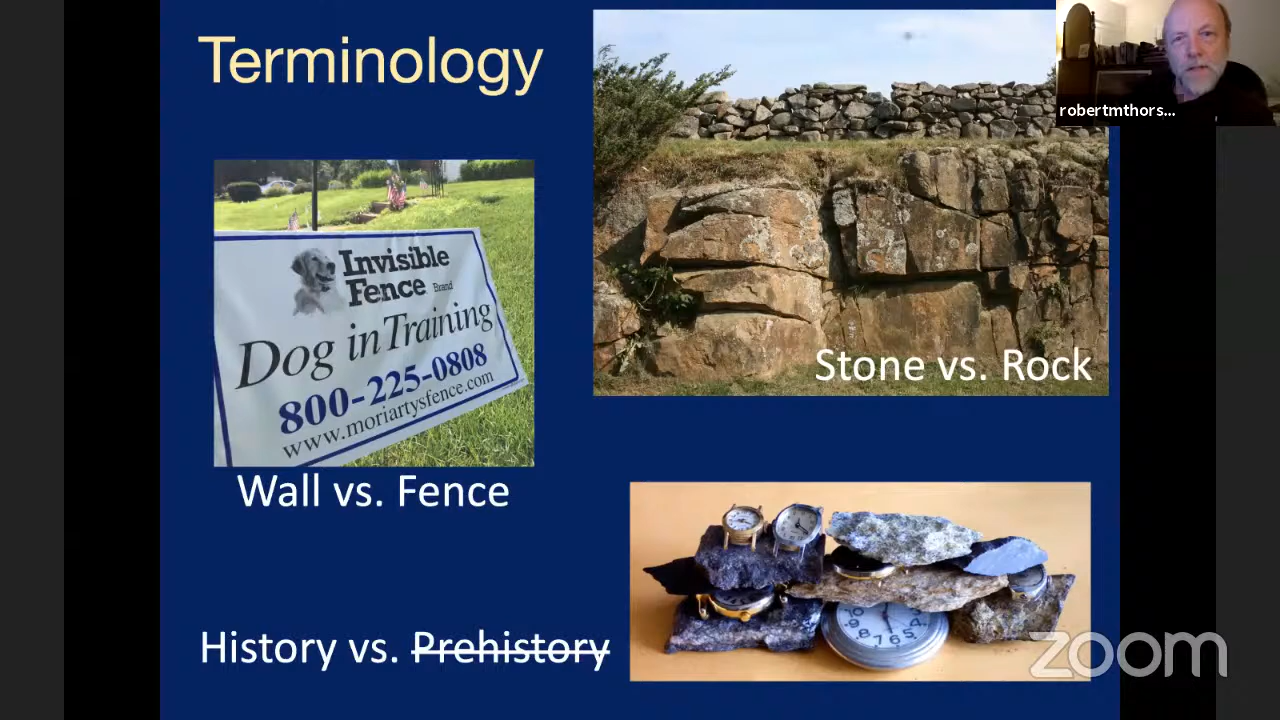 Terminology
robertmthors...
Invisible
Fence Brand
Dog in Training
800-225-0808
www.moriartysfence.com
Stone vs. Rock
Wall vs. Fence
History vs. Prehistory
zoom